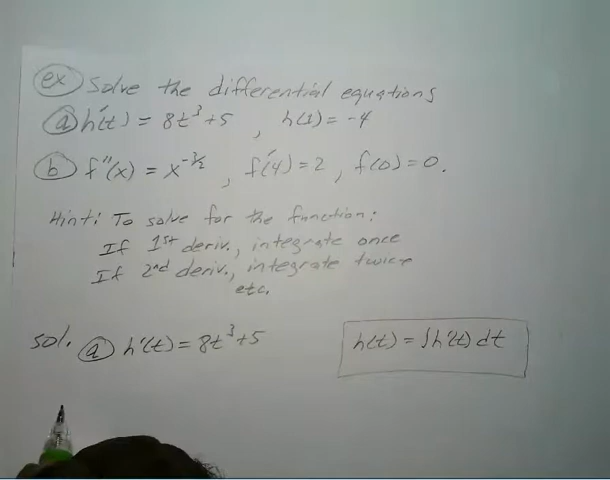 ex Solve the differential equations
a h'(t) = 8t³+5 , h(1) = -4
b f''(x) = x^-3/2 , f'(4) = 2 , f(0) = 0.
Hint: To solve for the function:
If 1st deriv., integrate once
If 2nd deriv., integrate twice
etc.
sol. a h'(t) = 8t³+5
h(t) = ∫h'(t) dt